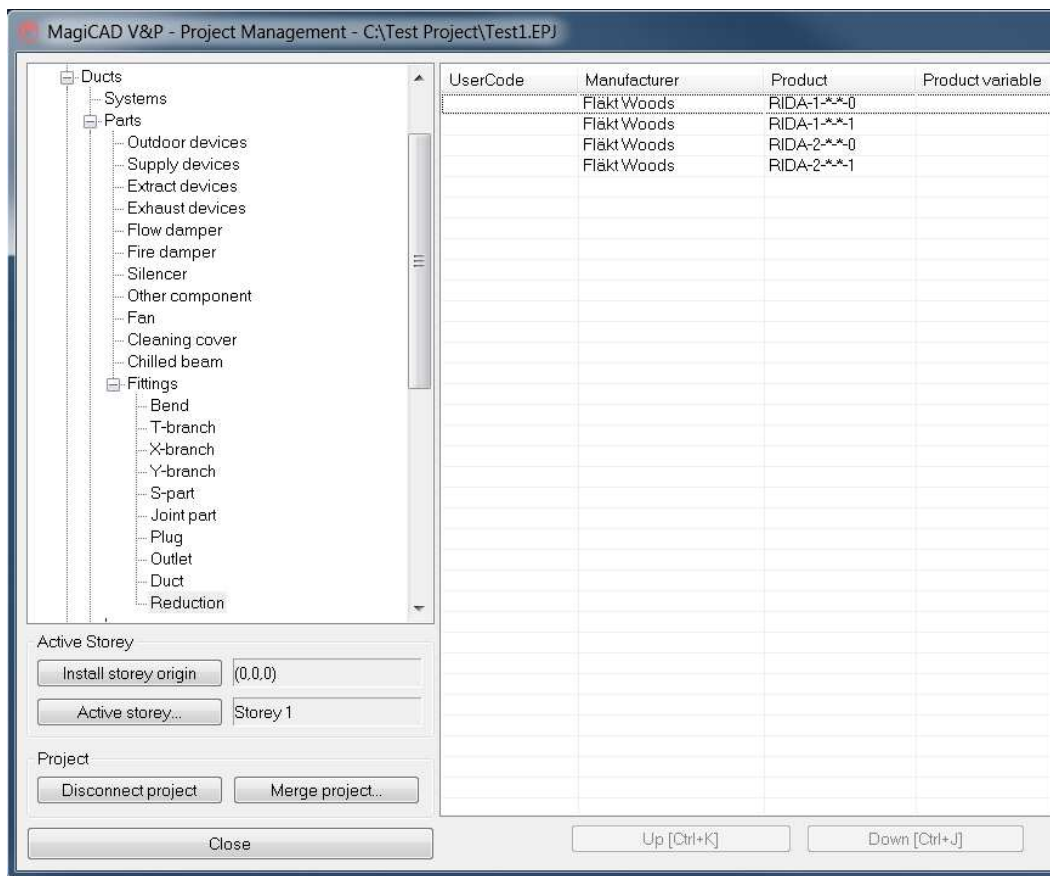 MagiCAD V&P - Project Management - C:\Test Project\Test1.EPJ
Ducts
Systems
Parts
Outdoor devices
Supply devices
Extract devices
Exhaust devices
Flow damper
Fire damper
Silencer
Other component
Fan
Cleaning cover
Chilled beam
Fittings
Bend
T-branch
X-branch
Y-branch
S-part
Joint part
Plug
Outlet
Duct
Reduction
Active Storey
Install storey origin (0,0,0)
Active storey... Storey 1
Project
Disconnect project Merge project...
Close
UserCode Manufacturer Product Product variable
Fläkt Woods RIDA-1-*-*-0
Fläkt Woods RIDA-1-*-*-1
Fläkt Woods RIDA-2-*-*-0
Fläkt Woods RIDA-2-*-*-1
Up [Ctrl+K] Down [Ctrl+J]